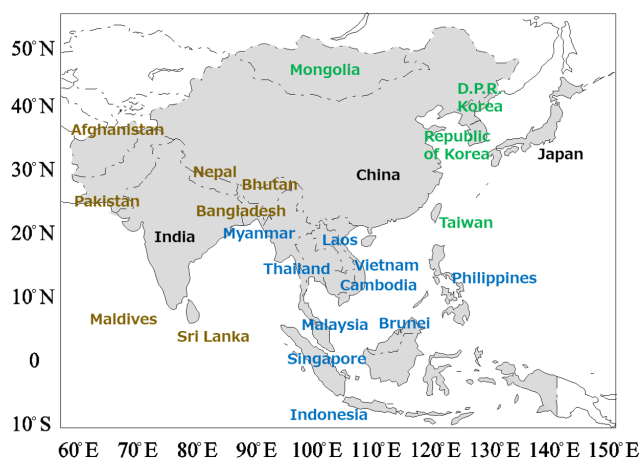 50°N
Mongolia
D.P.R.
Korea
40°N
Afghanistan
Republic
of Korea
Japan
30°N
Nepal
China
Bhutan
Pakistan
Bangladesh
Taiwan
20°N
India
Myanmar
Laos
Thailand
Vietnam
Philippines
Cambodia
10°N
Maldives
Malaysia
Brunei
Sri Lanka
0
Singapore
10°S
Indonesia
60°E 70°E 80°E 90°E 100°E 110°E 120°E 130°E 140°E 150°E